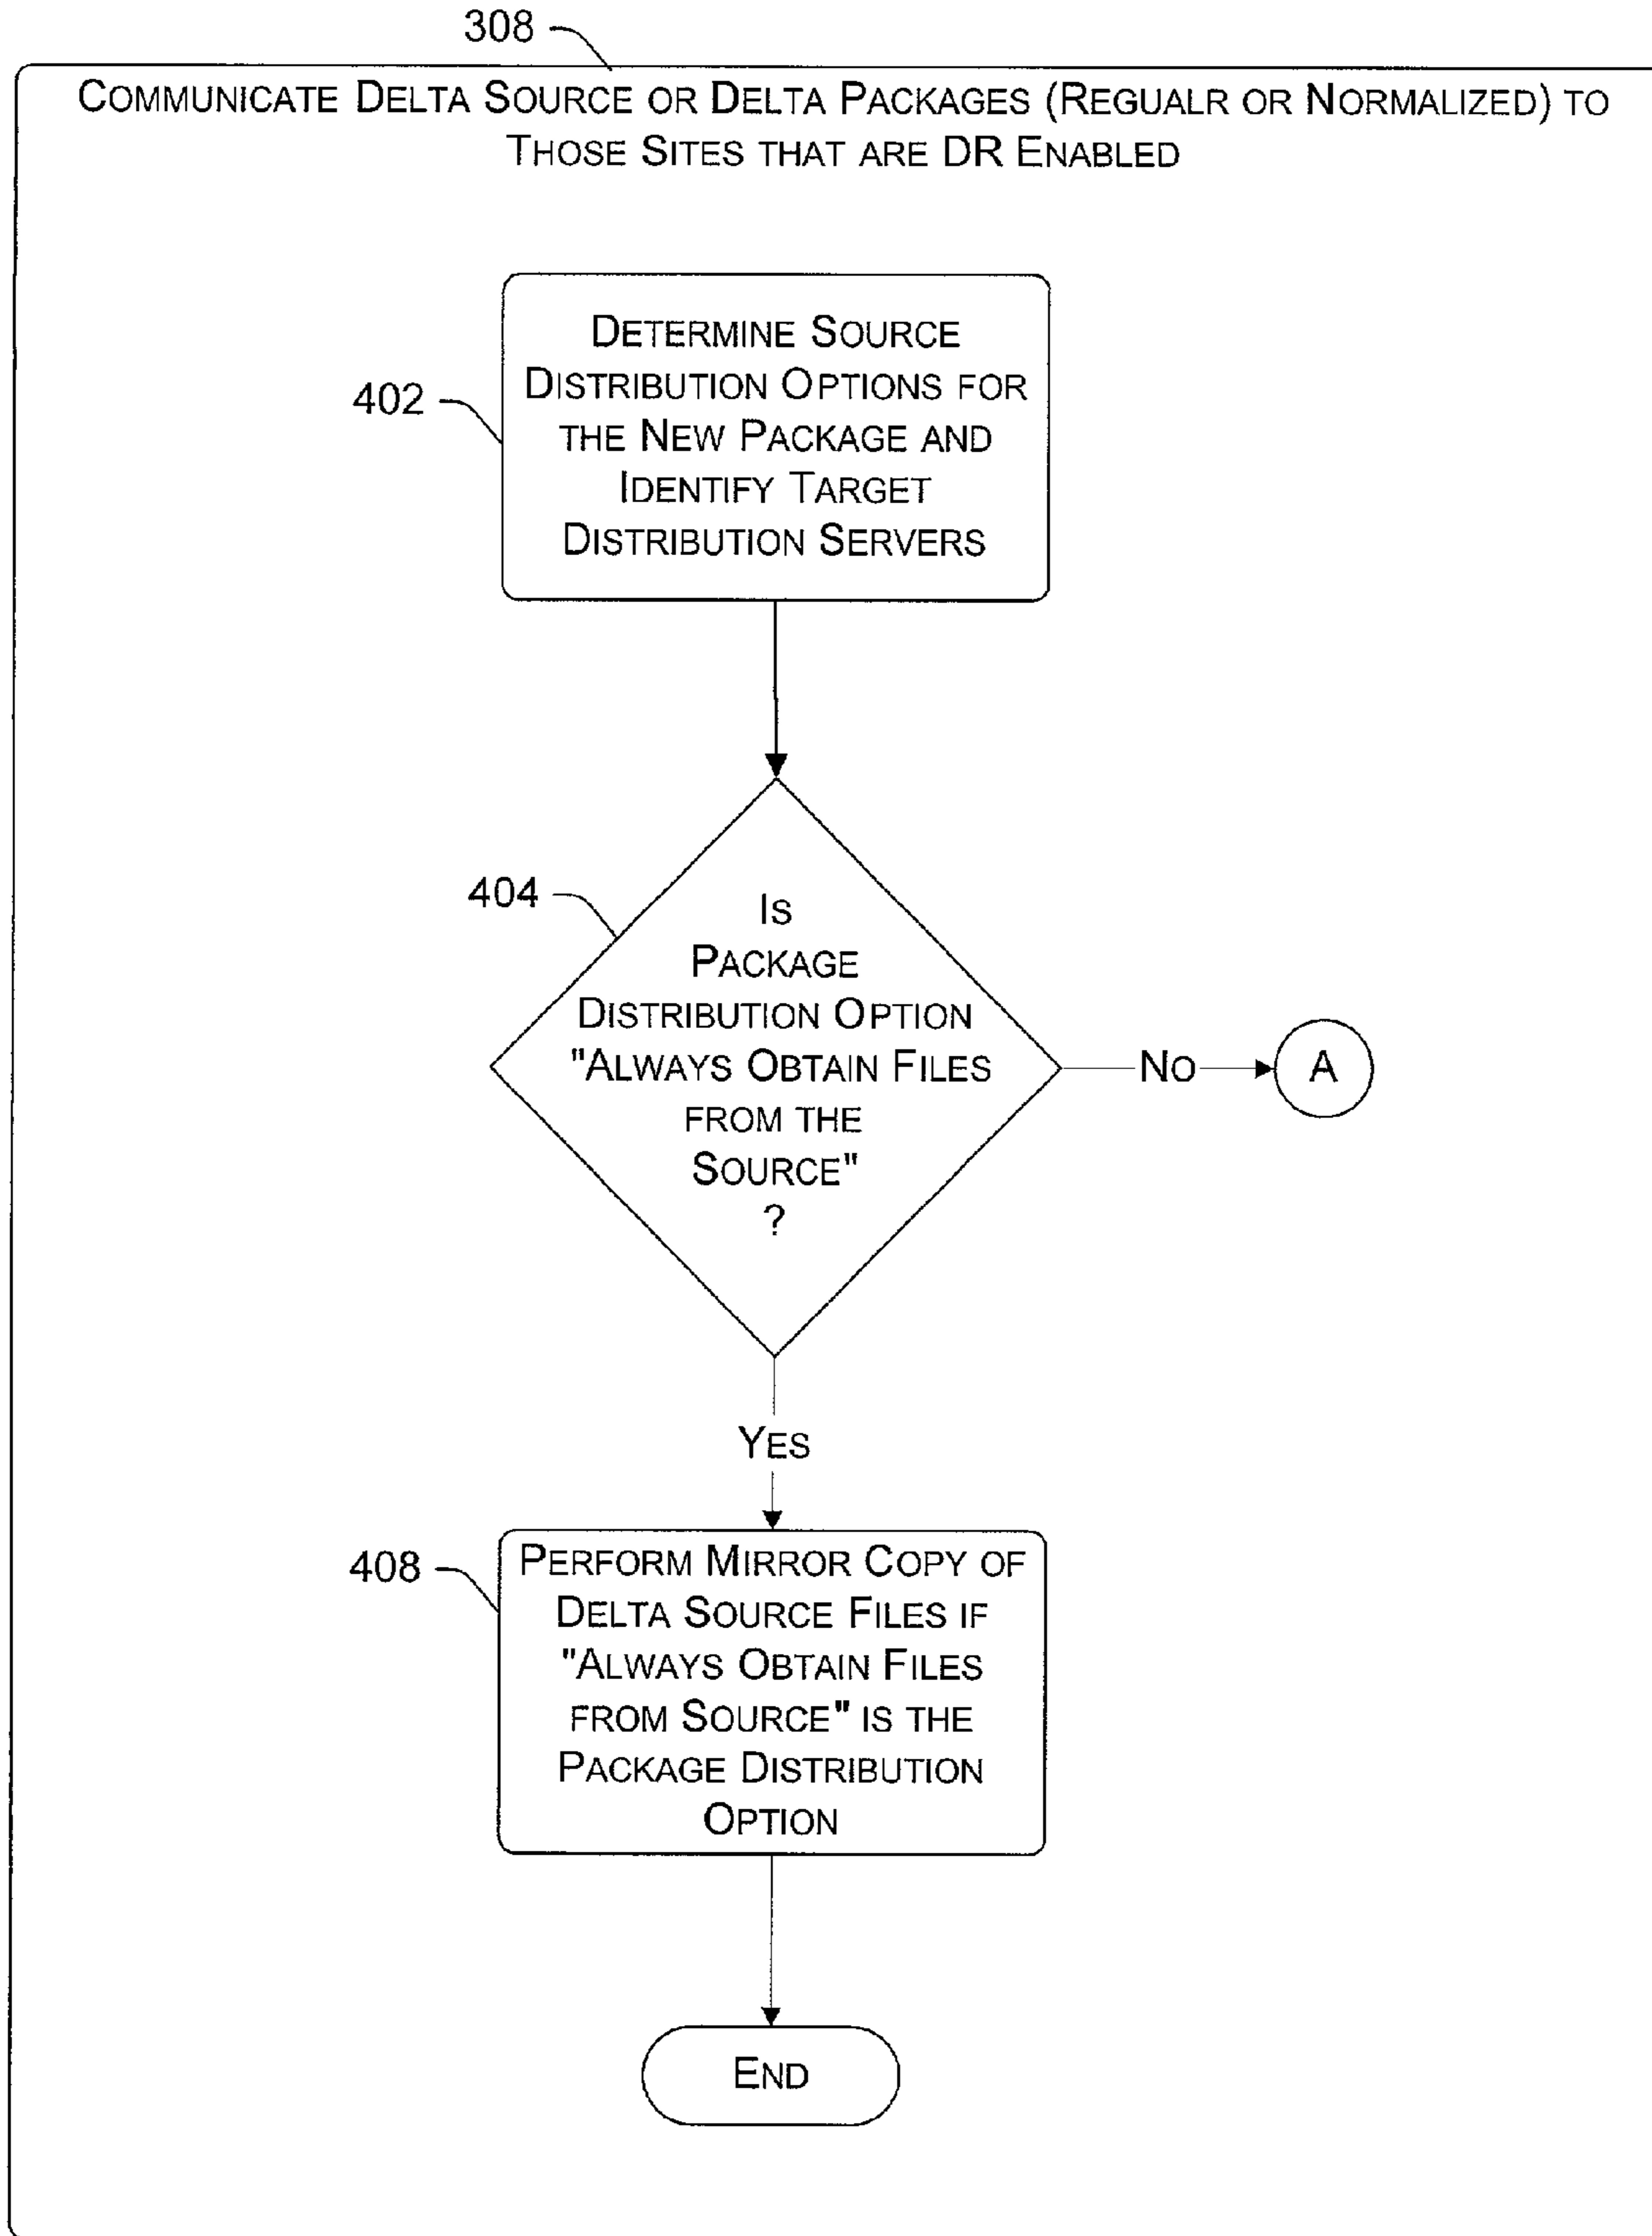 308
COMMUNICATE DELTA SOURCE OR DELTA PACKAGES (REGUALR OR NORMALIZED) TO
THOSE SITES THAT ARE DR ENABLED
402
DETERMINE SOURCE
DISTRIBUTION OPTIONS FOR
THE NEW PACKAGE AND
IDENTIFY TARGET
DISTRIBUTION SERVERS
404
IS
PACKAGE
DISTRIBUTION OPTION
"ALWAYS OBTAIN FILES
FROM THE
SOURCE"
?
NO
A
YES
408
PERFORM MIRROR COPY OF
DELTA SOURCE FILES IF
"ALWAYS OBTAIN FILES
FROM SOURCE" IS THE
PACKAGE DISTRIBUTION
OPTION
END